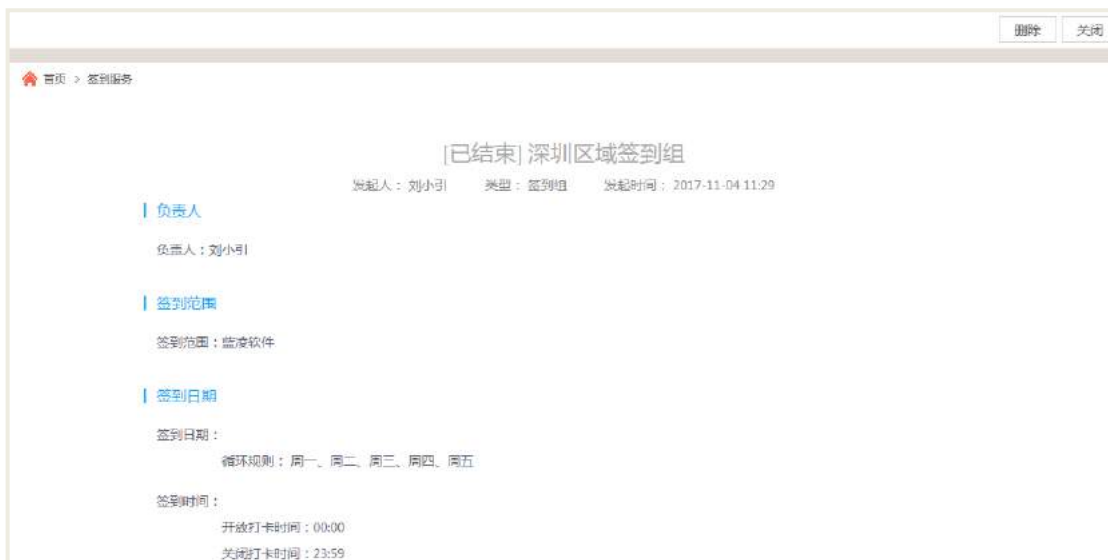 删除 关闭
首页 > 签到服务
[已结束] 深圳区域签到组
发起人： 刘小引 类型： 签到组 发起时间： 2017-11-04 11:29
负责人
负责人：刘小引
签到范围
签到范围：蓝凌软件
签到日期
签到日期：
循环规则： 周一、周二、周三、周四、周五
签到时间：
开放打卡时间：00:00
关闭打卡时间：23:59